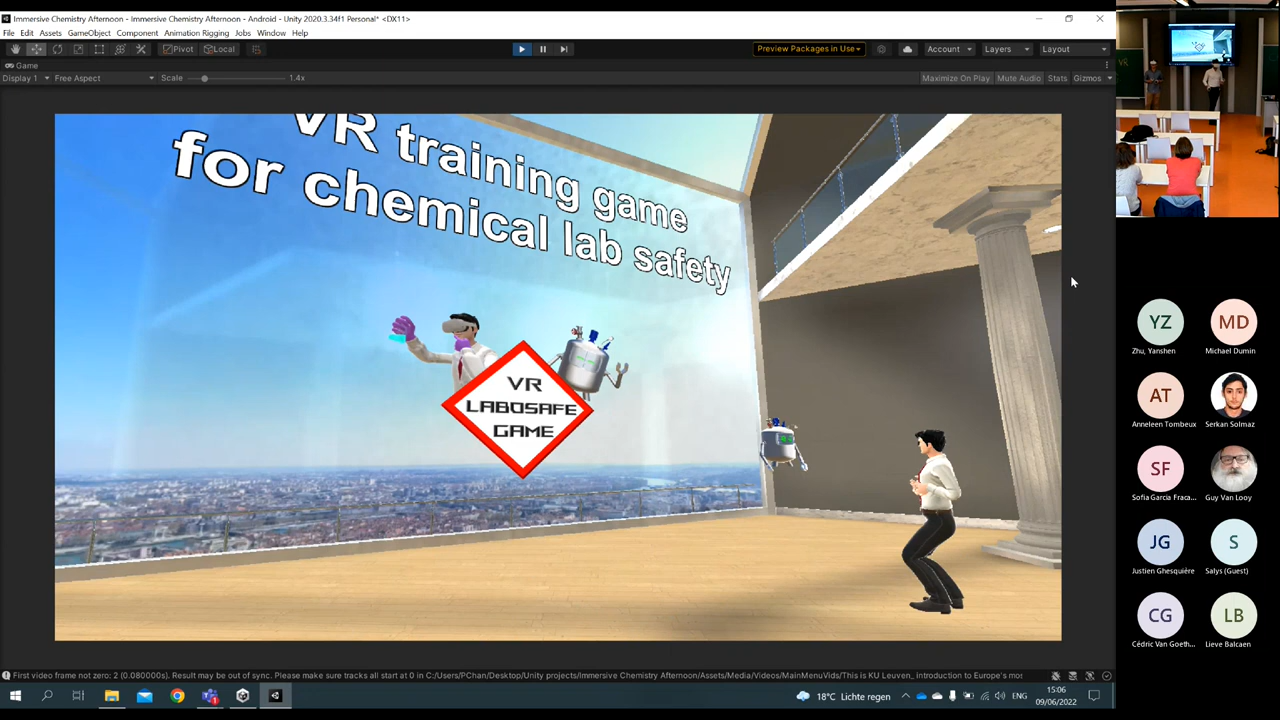 Immersive Chemistry Afternoon - Immersive Chemistry Afternoon - Android - Unity 2020.3.34f1 Personal* <DX11>
File Edit Assets GameObject Component Animation Rigging Jobs Window Help
Pivot Local Preview Packages in Use Account Layers Layout
Game
Display 1 Free Aspect Scale 1.4x Maximize On Play Mute Audio Stats Gizmos
VR training game
for chemical lab safety
VR
LABOSAFE
GAME
VR
YZ MD
Zhu, Yanshen Michael Dumin
AT
Anneleen Tombeux Serkan Solmaz
SF
Sofia Garcia Fraca... Guy Van Looy
JG S
Justien Ghesquière Salys (Guest)
CG LB
Cédric Van Goeth... Lieve Balcaen
First video frame not zero: 2 (0.080000s). Result may be out of sync. Please make sure tracks all start at 0 in C:/Users/PChan/Desktop/Unity projects/Immersive Chemistry Afternoon/Assets/Media/Videos/MainMenuVids/This is KU Leuven_ Introduction to Europe's mos
18°C Lichte regen ENG 15:06
09/06/2022